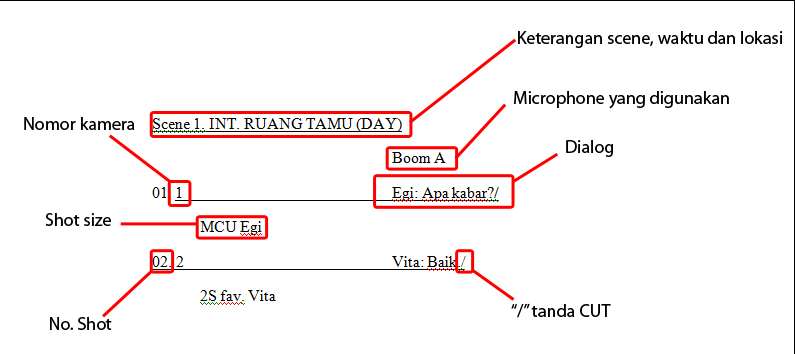 Keterangan scene, waktu dan lokasi
Microphone yang digunakan
Nomor kamera
Scene 1. INT. RUANG TAMU (DAY)
Boom A
Dialog
01 1 Egi: Apa kabar?/
Shot size
MCU Egi
02. 2 Vita: Baik./
2S fav. Vita
No. Shot
“/” tanda CUT